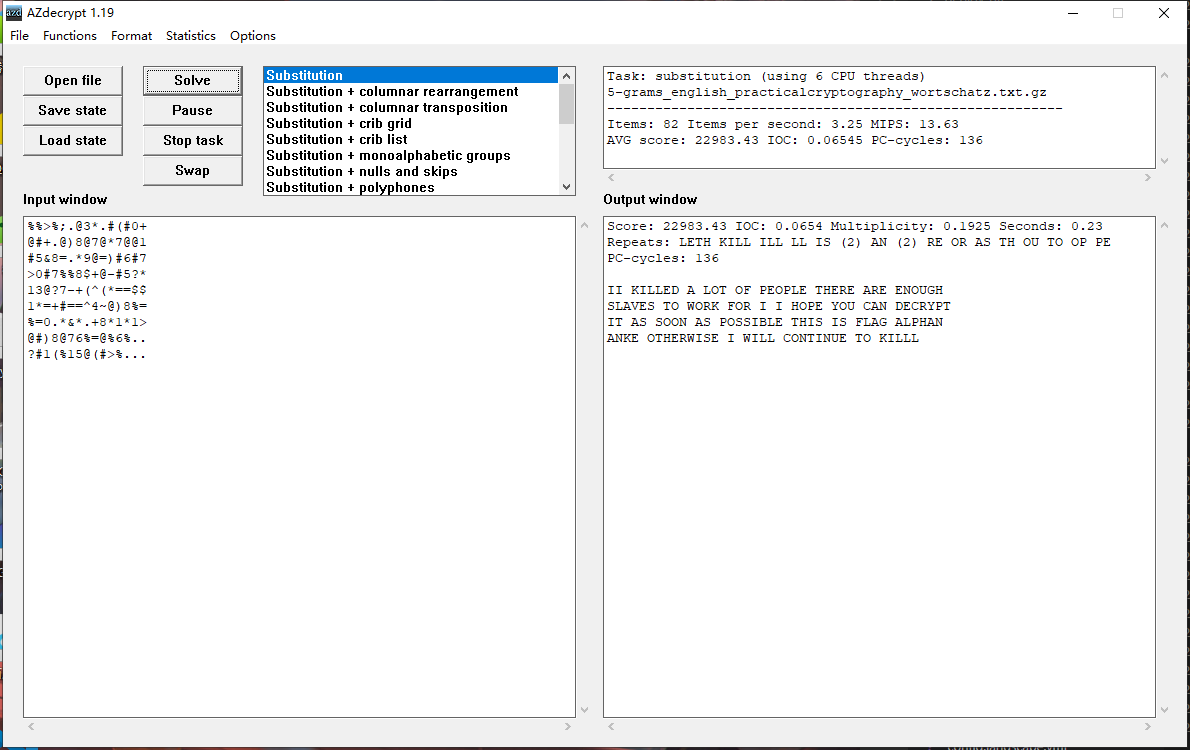 AZdecrypt 1.19
File Functions Format Statistics Options
Open file
Save state
Load state
Solve
Pause
Stop task
Swap
Substitution
Substitution + columnar rearrangement
Substitution + columnar transposition
Substitution + crib grid
Substitution + crib list
Substitution + monoalphabetic groups
Substitution + nulls and skips
Substitution + polyphones
Task: substitution (using 6 CPU threads)
5-grams_english_practicalcryptography_wortschatz.txt.gz
----------------------------------------------------------
Items: 82 Items per second: 3.25 MIPS: 13.63
AVG score: 22983.43 IOC: 0.06545 PC-cycles: 136
Input window
%%>%;.@3*.#(#0+
@#+.@)8@7@*7@@1
#5&8=.*9@=)#6#7
>0#7%%8$+@-#5?*
13@?7-+(^(*==$$
1*=+#==^4~@)8%=
%=0.*&*.+8*1*1>
@#)8@76%=@%6%..
?#1(%15@(#>%...
Output window
Score: 22983.43 IOC: 0.0654 Multiplicity: 0.1925 Seconds: 0.23
Repeats: LETH KILL ILL LL IS (2) AN (2) RE OR AS TH OU TO OP PE
PC-cycles: 136
II KILLED A LOT OF PEOPLE THERE ARE ENOUGH
SLAVES TO WORK FOR I I HOPE YOU CAN DECRYPT
IT AS SOON AS POSSIBLE THIS IS FLAG ALPHAN
ANKE OTHERWISE I WILL CONTINUE TO KILLL